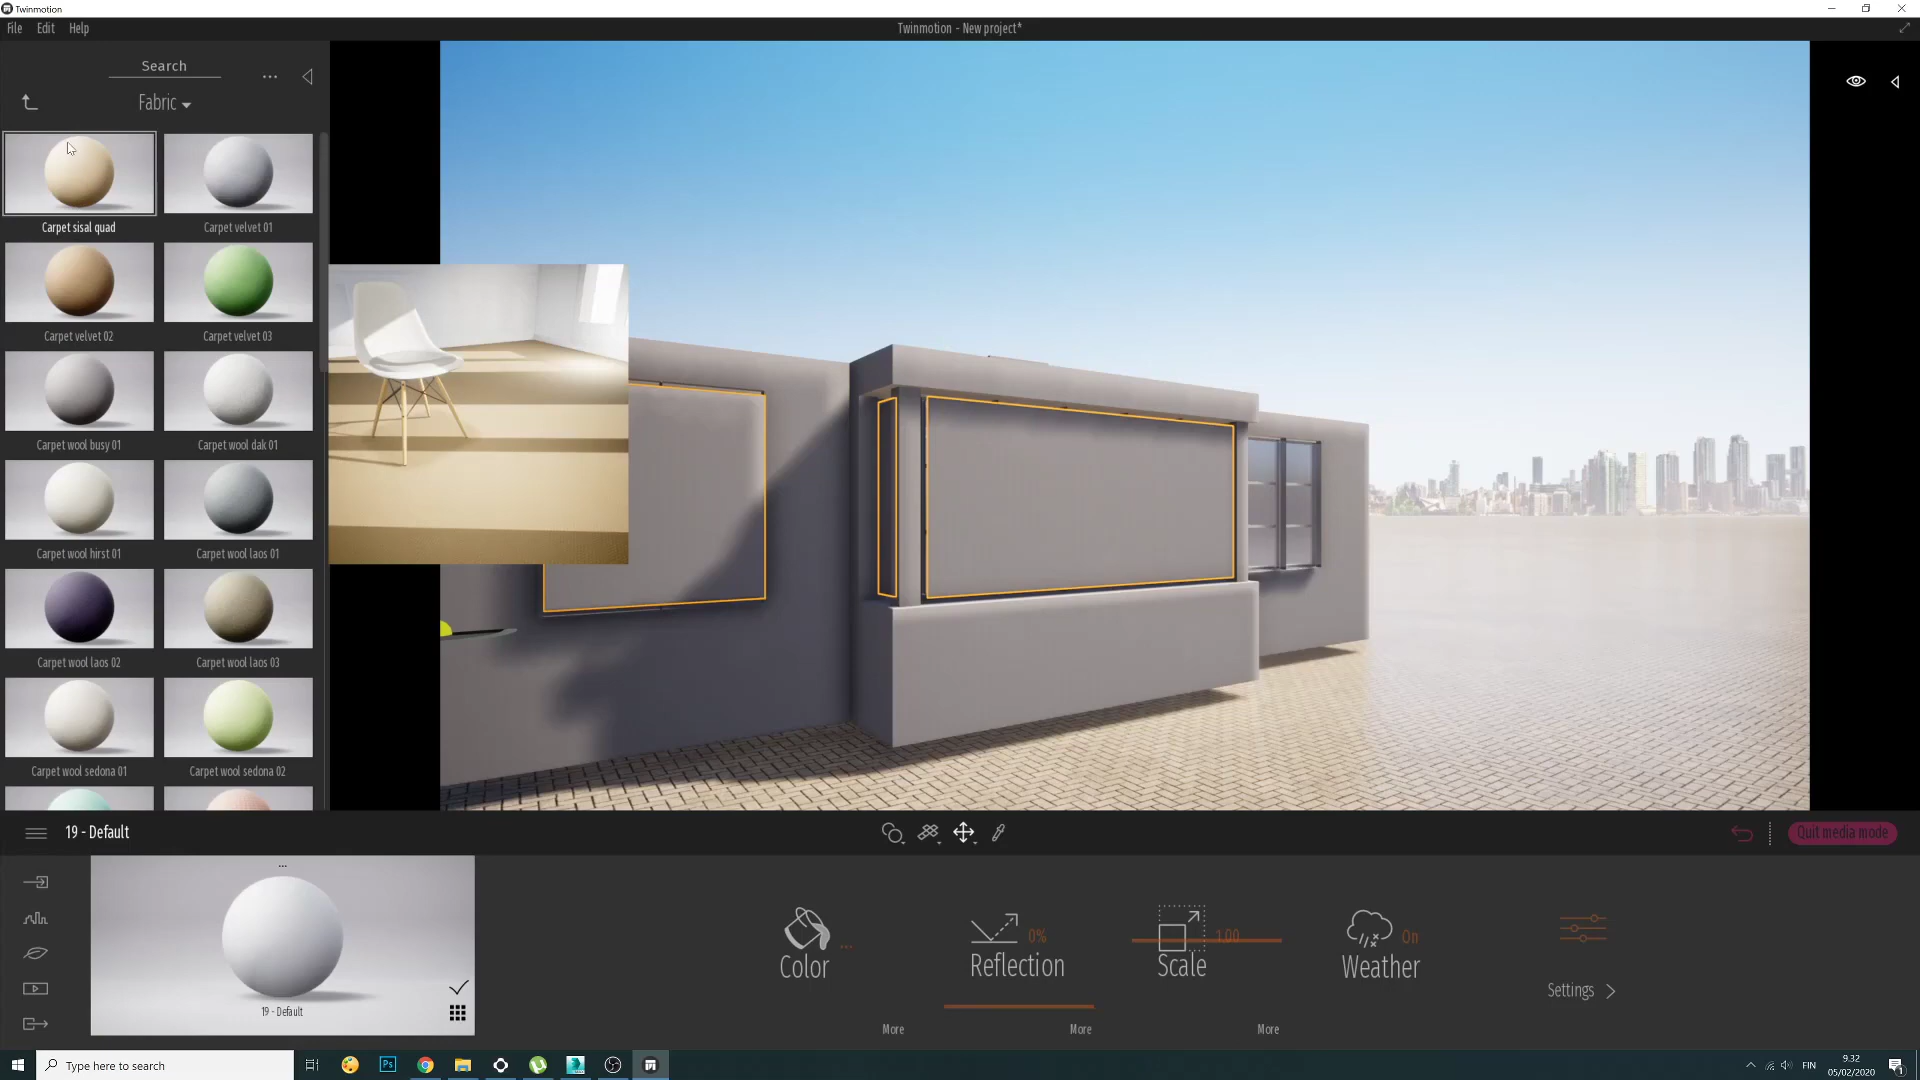 Twinmotion
File Edit Help
Twinmotion - New project*
Search
...
Fabric
Carpet sisal quad
Carpet velvet 01
Carpet velvet 02
Carpet velvet 03
Carpet wool busy 01
Carpet wool dak 01
Carpet wool hirst 01
Carpet wool laos 01
Carpet wool laos 02
Carpet wool laos 03
Carpet wool sedona 01
Carpet wool sedona 02
19 - Default
Quit media mode
...
19 - Default
Color ...
Reflection 0%
Scale 1.00
Weather On
Settings
More
More
More
Type here to search
Ps
FIN
9.32
05/02/2020
1